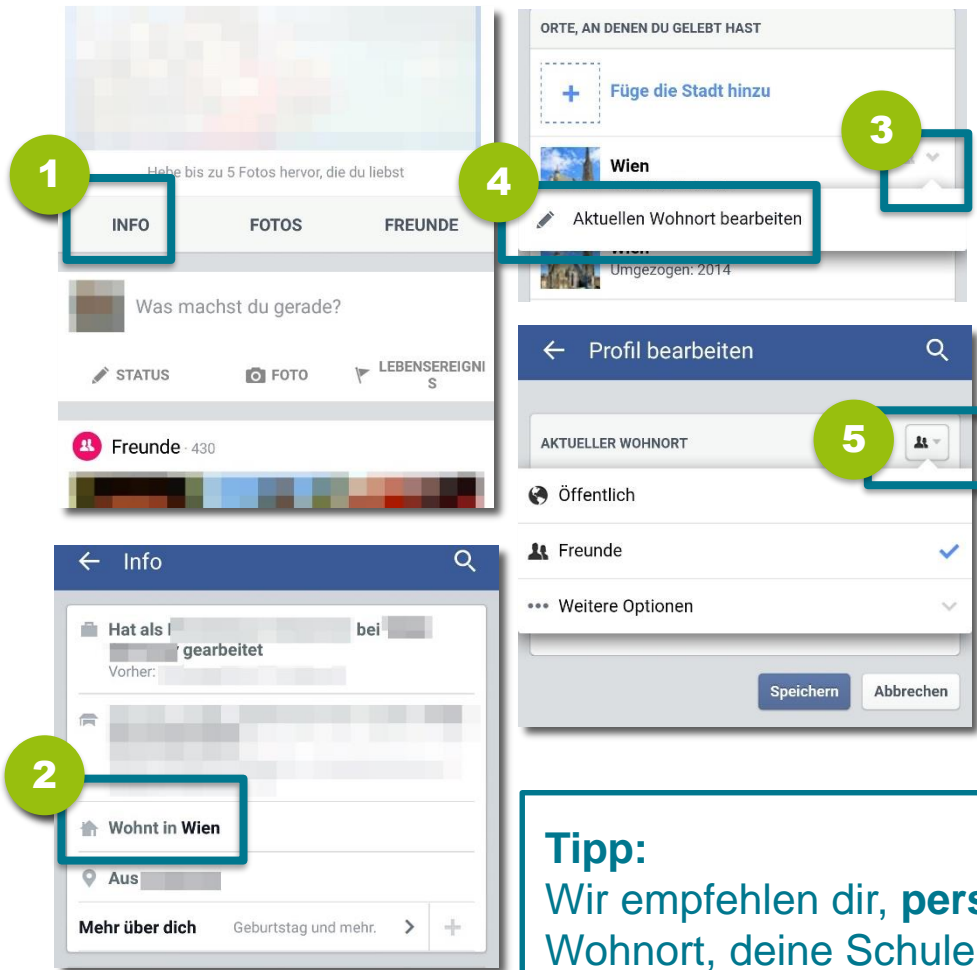 1
Hebe bis zu 5 Fotos hervor, die du liebst
INFO FOTOS FREUNDE
Was machst du gerade?
STATUS FOTO LEBENSEREIGNI
S
Freunde · 430
2
Info
Hat als bei
gearbeitet
Vorher:
Wohnt in Wien
Aus
Mehr über dich Geburtstag und mehr.
ORTE, AN DENEN DU GELEBT HAST
Füge die Stadt hinzu
3
Wien
4
Aktuellen Wohnort bearbeiten
Wien
Umgezogen: 2014
Profil bearbeiten
5
AKTUELLER WOHNORT
Öffentlich
Freunde
Weitere Optionen
Speichern Abbrechen
Tipp:
Wir empfehlen dir, pers
Wohnort, deine Schule